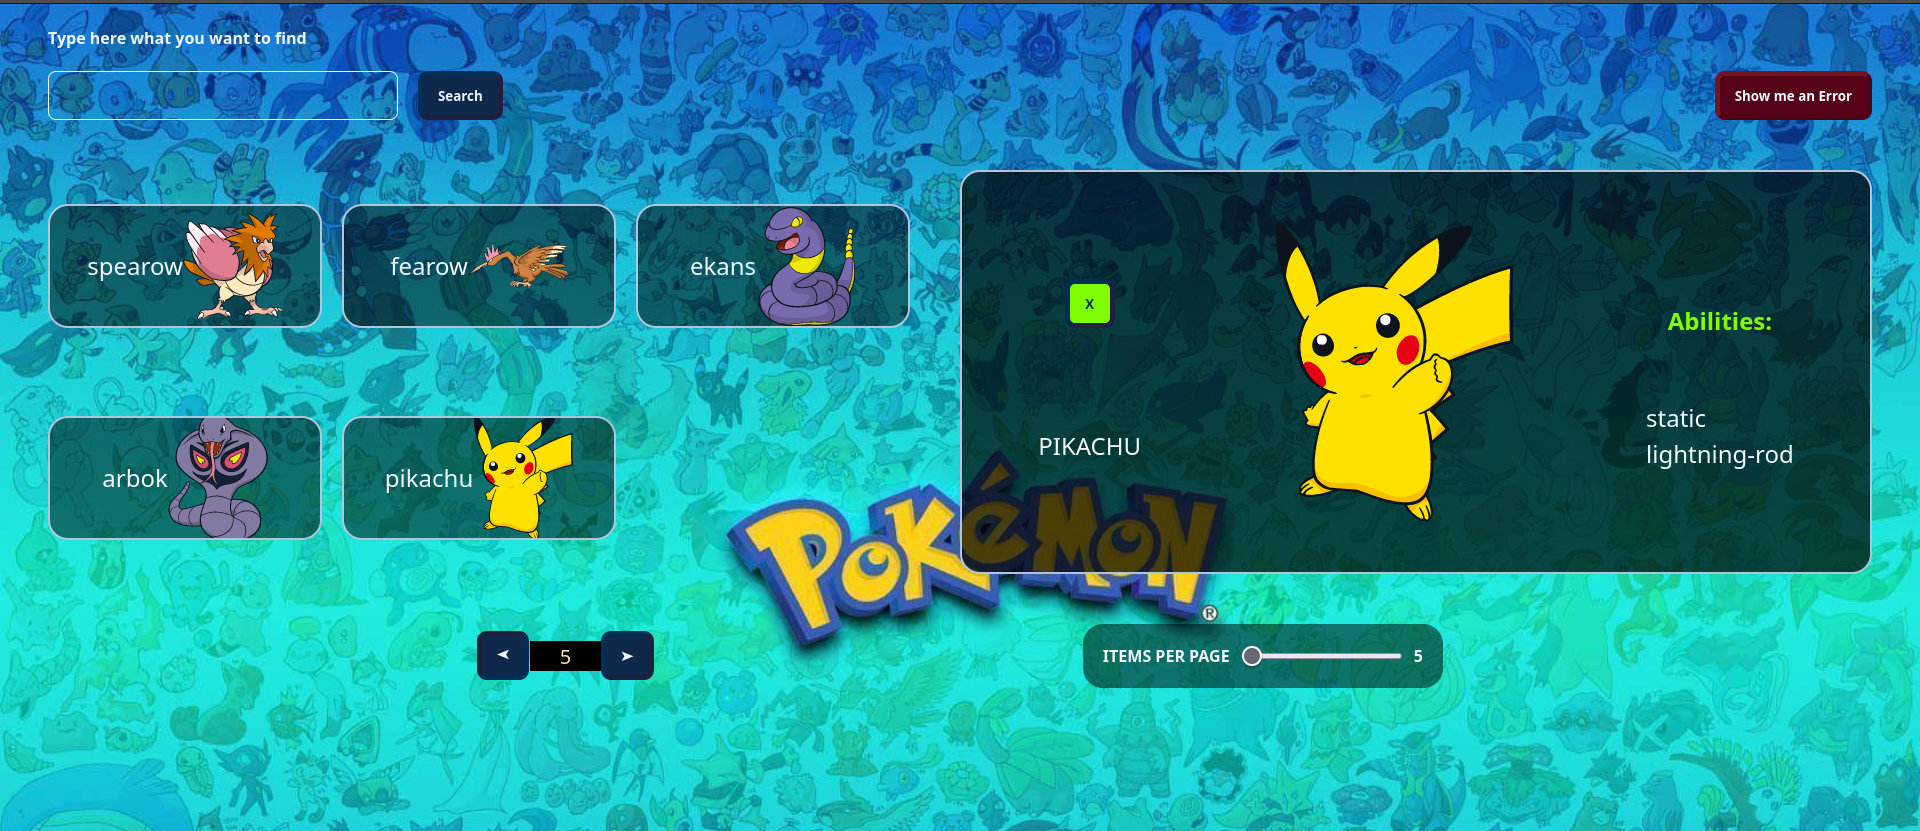 Type here what you want to find
Search
Show me an Error
spearow
fearow
ekans
X
Abilities:
static
lightning-rod
PIKACHU
arbok
pikachu
POKéMON
®
➤
5
➤
ITEMS PER PAGE
5